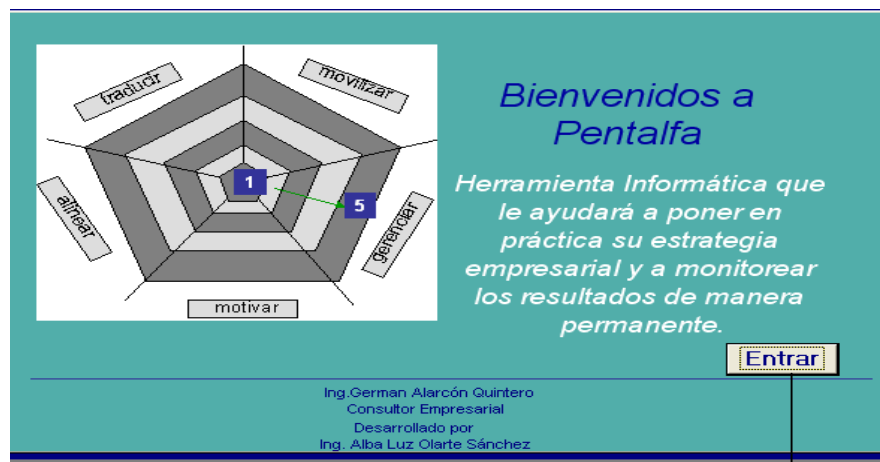 traducir
movilizar
1
5
alinear
gerenciar
motivar
Bienvenidos a
Pentalfa
Herramienta Informática que
le ayudará a poner en
práctica su estrategia
empresarial y a monitorear
los resultados de manera
permanente.
Entrar
Ing.German Alarcón Quintero
Consultor Empresarial
Desarrollado por
Ing. Alba Luz Olarte Sánchez